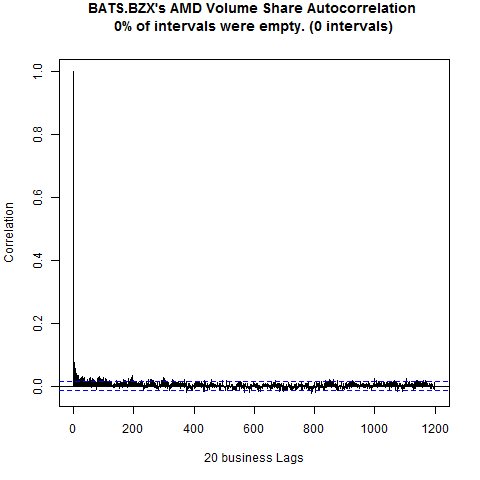 BATS.BZX's AMD Volume Share Autocorrelation
0% of intervals were empty. (0 intervals)
Correlation
1.0
0.8
0.6
0.4
0.2
0.0
0 200 400 600 800 1000 1200
20 business Lags